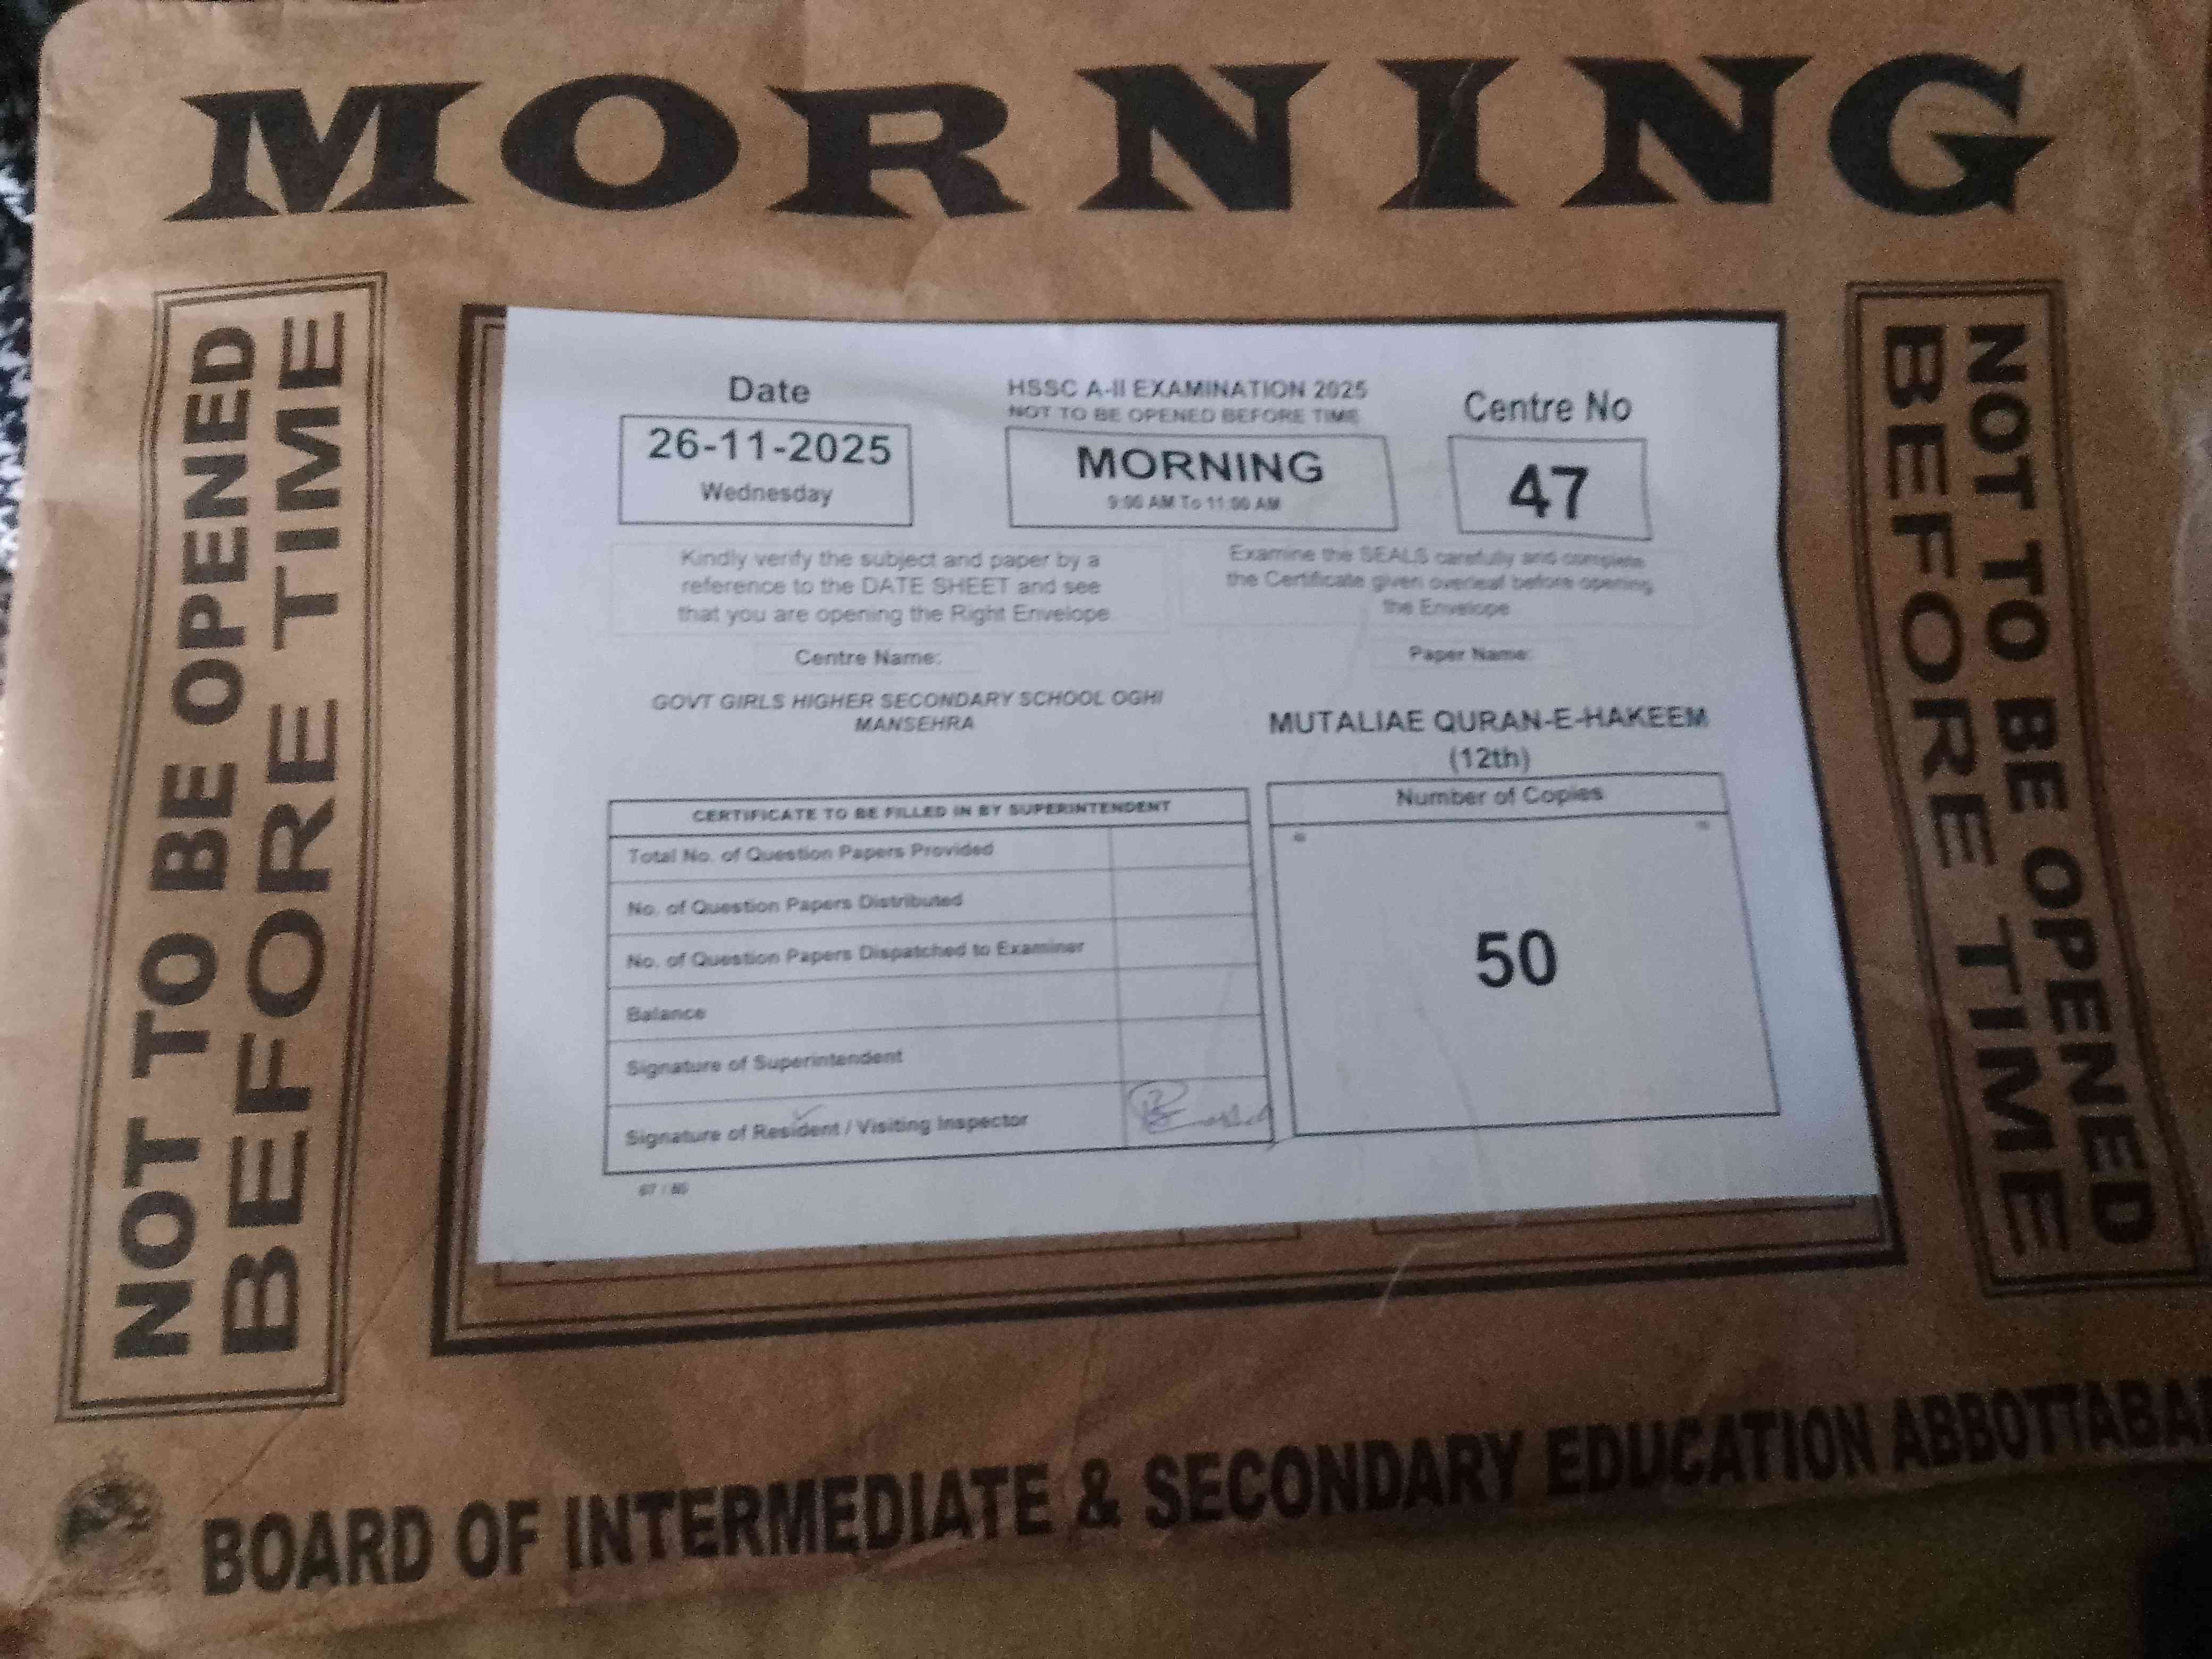 MORNING
NOT TO BE OPENED
BEFORE TIME
Date
26-11-2025
Wednesday
HSSC A-II EXAMINATION 2025
NOT TO BE OPENED BEFORE TIME
MORNING
9:00 AM To 11:00 AM
Centre No
47
Kindly verify the subject and paper by a
reference to the DATE SHEET and see
that you are opening the Right Envelope
Examine the SEALS carefully and complete
the Certificate given overleaf before opening
the Envelope
Centre Name:
GOVT GIRLS HIGHER SECONDARY SCHOOL OGHI
MANSEHRA
Paper Name:
MUTALIAE QURAN-E-HAKEEM
(12th)
CERTIFICATE TO BE FILLED IN BY SUPERINTENDENT
Total No. of Question Papers Provided
No. of Question Papers Distributed
No. of Question Papers Dispatched to Examiner
Balance
Signature of Superintendent
Signature of Resident / Visiting Inspector
Number of Copies
50
NOT TO BE OPENED
BEFORE TIME
BOARD OF INTERMEDIATE & SECONDARY EDUCATION ABBOTTABA